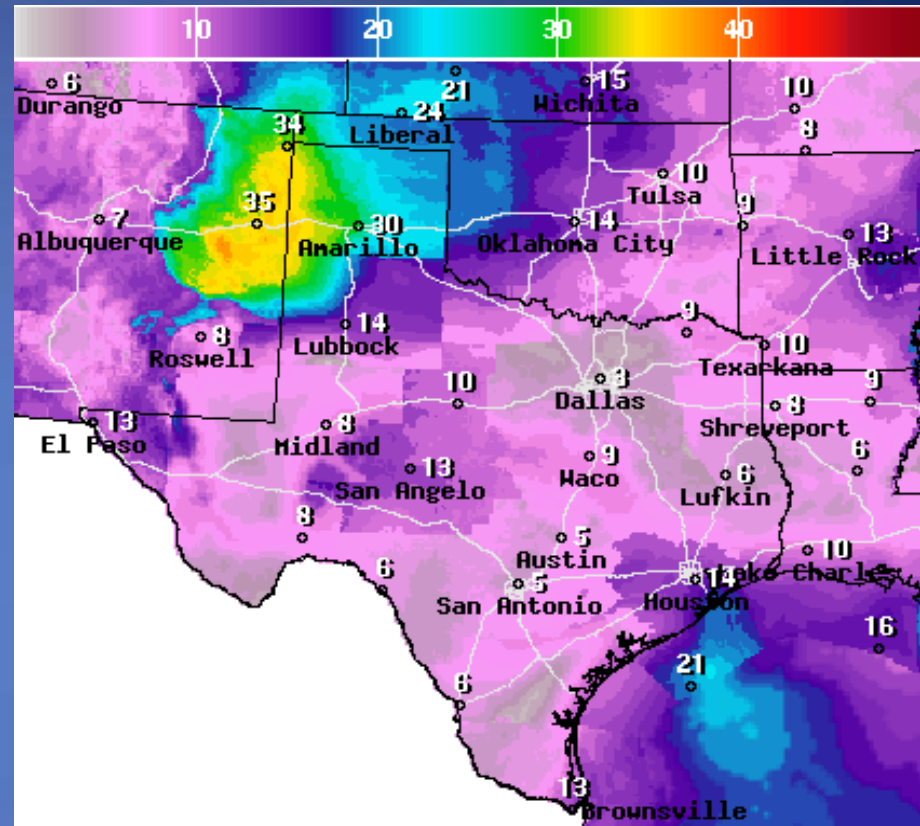 10 20 30 40
6
Durango
21
15
Wichita
10
24
Liberal
34
8
10
Tulsa
7
Albuquerque
35
30
Amarillo
14
Oklahoma City
9
13
Little Rock
8
Roswell
14
Lubbock
9
10
Texarkana
3
Dallas
10
9
8
Shreveport
13
El Paso
8
Midland
13
San Angelo
9
Waco
6
Lufkin
6
8
5
Austin
10
Lake Charles
6
5
San Antonio
14
Houston
16
21
6
13
Brownsville